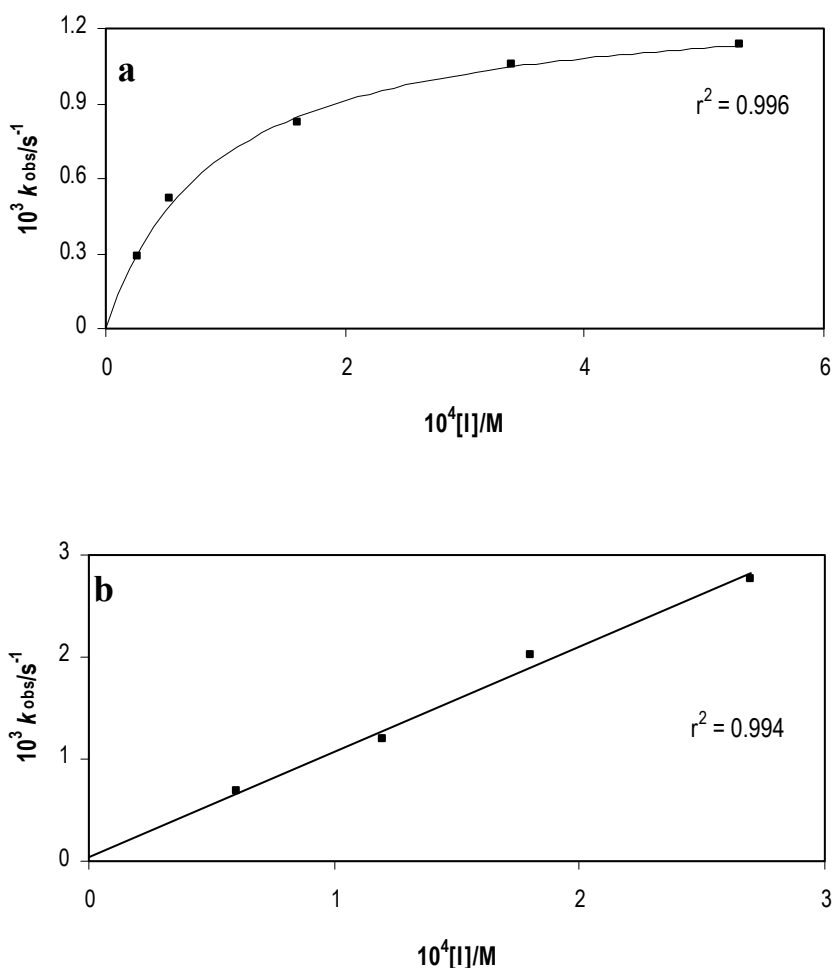 1.2
a
0.9
r² = 0.996
0.6
0.3
0
10³ kobs/s⁻¹
0 2 4 6
10⁴[I]/M
3
b
2
r² = 0.994
1
0
10³ kobs/s⁻¹
0 1 2 3
10⁴[I]/M